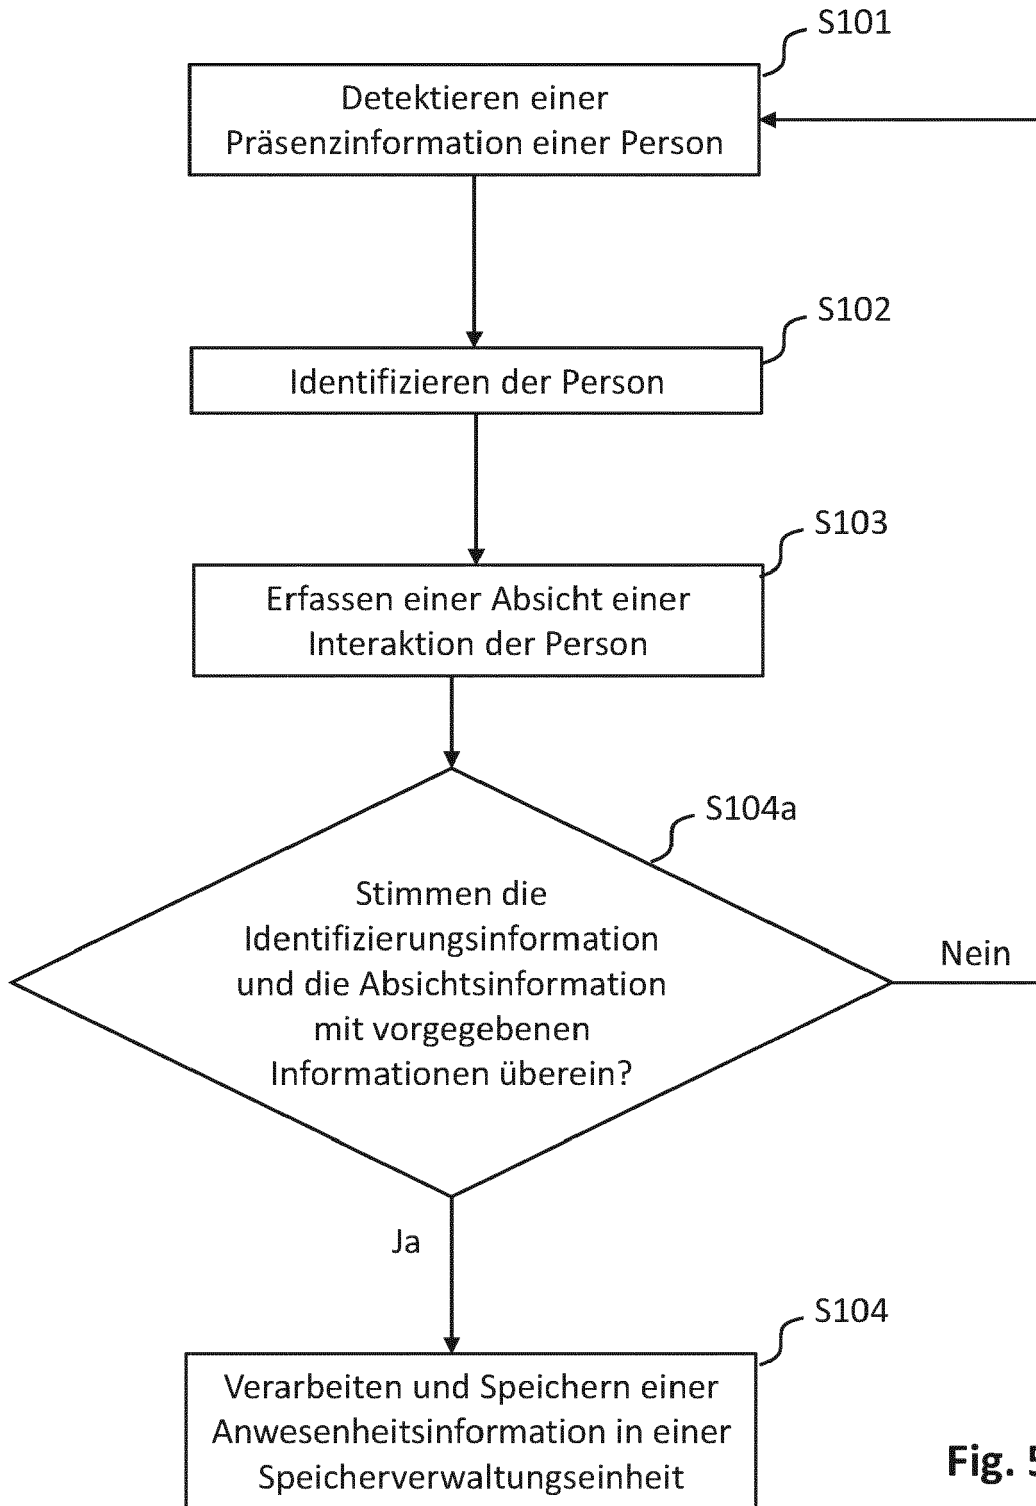 S101
Detektieren einer
Präsenzinformation einer Person
S102
Identifizieren der Person
S103
Erfassen einer Absicht einer
Interaktion der Person
S104a
Stimmen die
Identifizierungsinformation
und die Absichtsinformation
mit vorgegebenen
Informationen überein?
Nein
Ja
S104
Verarbeiten und Speichern einer
Anwesenheitsinformation in einer
Speicherverwaltungseinheit
Fig. 5